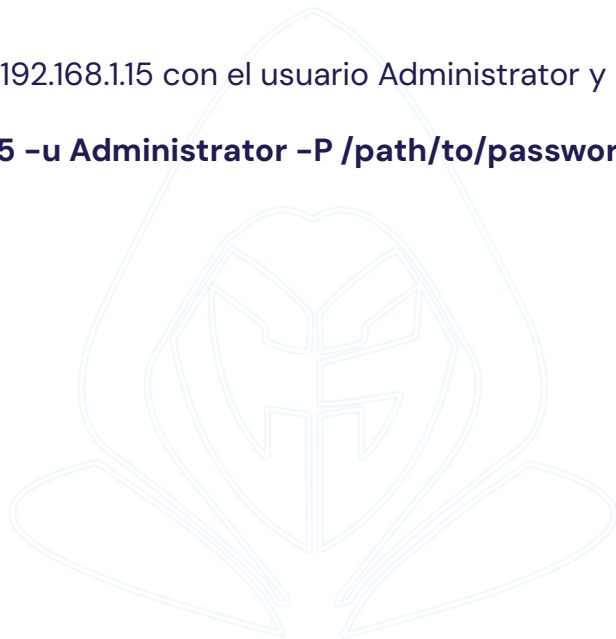 192.168.1.15 con el usuario Administrator y
5 -u Administrator -P /path/to/passwor